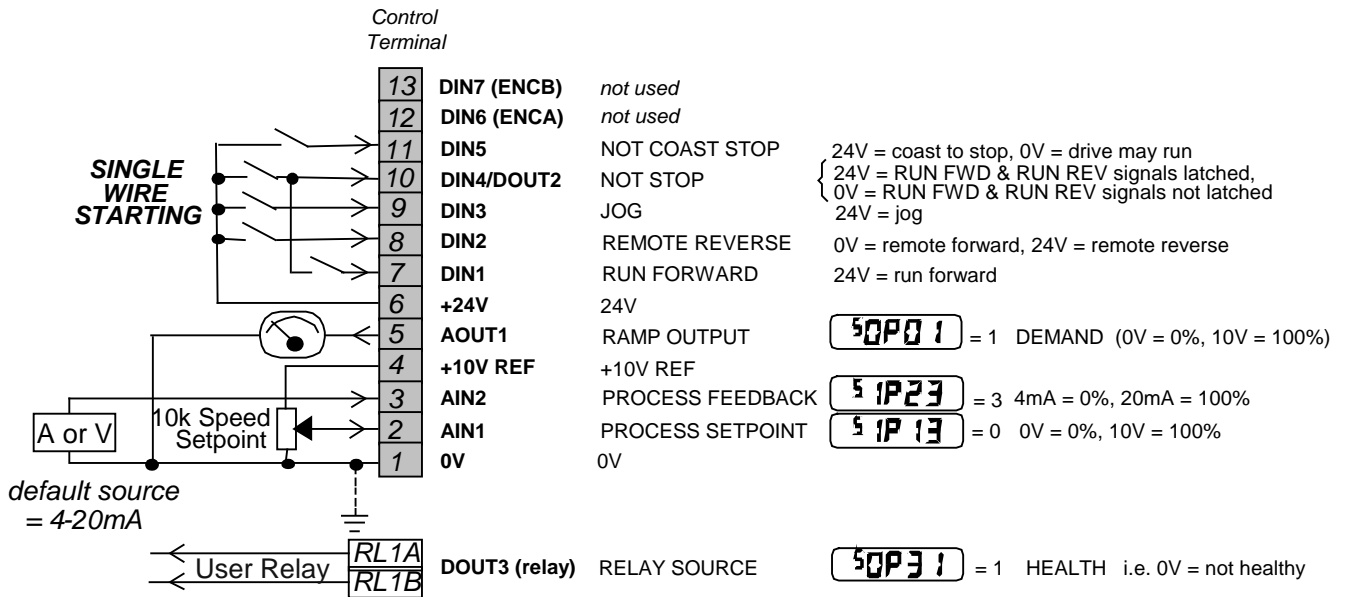 Control
Terminal
13 DIN7 (ENCB) not used
12 DIN6 (ENCA) not used
11 DIN5 NOT COAST STOP 24V = coast to stop, 0V = drive may run
SINGLE
WIRE
STARTING
10 DIN4/DOUT2 NOT STOP 24V = RUN FWD & RUN REV signals latched,
0V = RUN FWD & RUN REV signals not latched
9 DIN3 JOG 24V = jog
8 DIN2 REMOTE REVERSE 0V = remote forward, 24V = remote reverse
7 DIN1 RUN FORWARD 24V = run forward
6 +24V 24V
5 AOUT1 RAMP OUTPUT SOP01 = 1 DEMAND (0V = 0%, 10V = 100%)
4 +10V REF +10V REF
3 AIN2 PROCESS FEEDBACK SIP23 = 3 4mA = 0%, 20mA = 100%
A or V
10k Speed
Setpoint
2 AIN1 PROCESS SETPOINT SIP13 = 0 0V = 0%, 10V = 100%
1 0V 0V
default source
= 4-20mA
User Relay
RL1A
RL1B
DOUT3 (relay) RELAY SOURCE SOP31 = 1 HEALTH i.e. 0V = not healthy